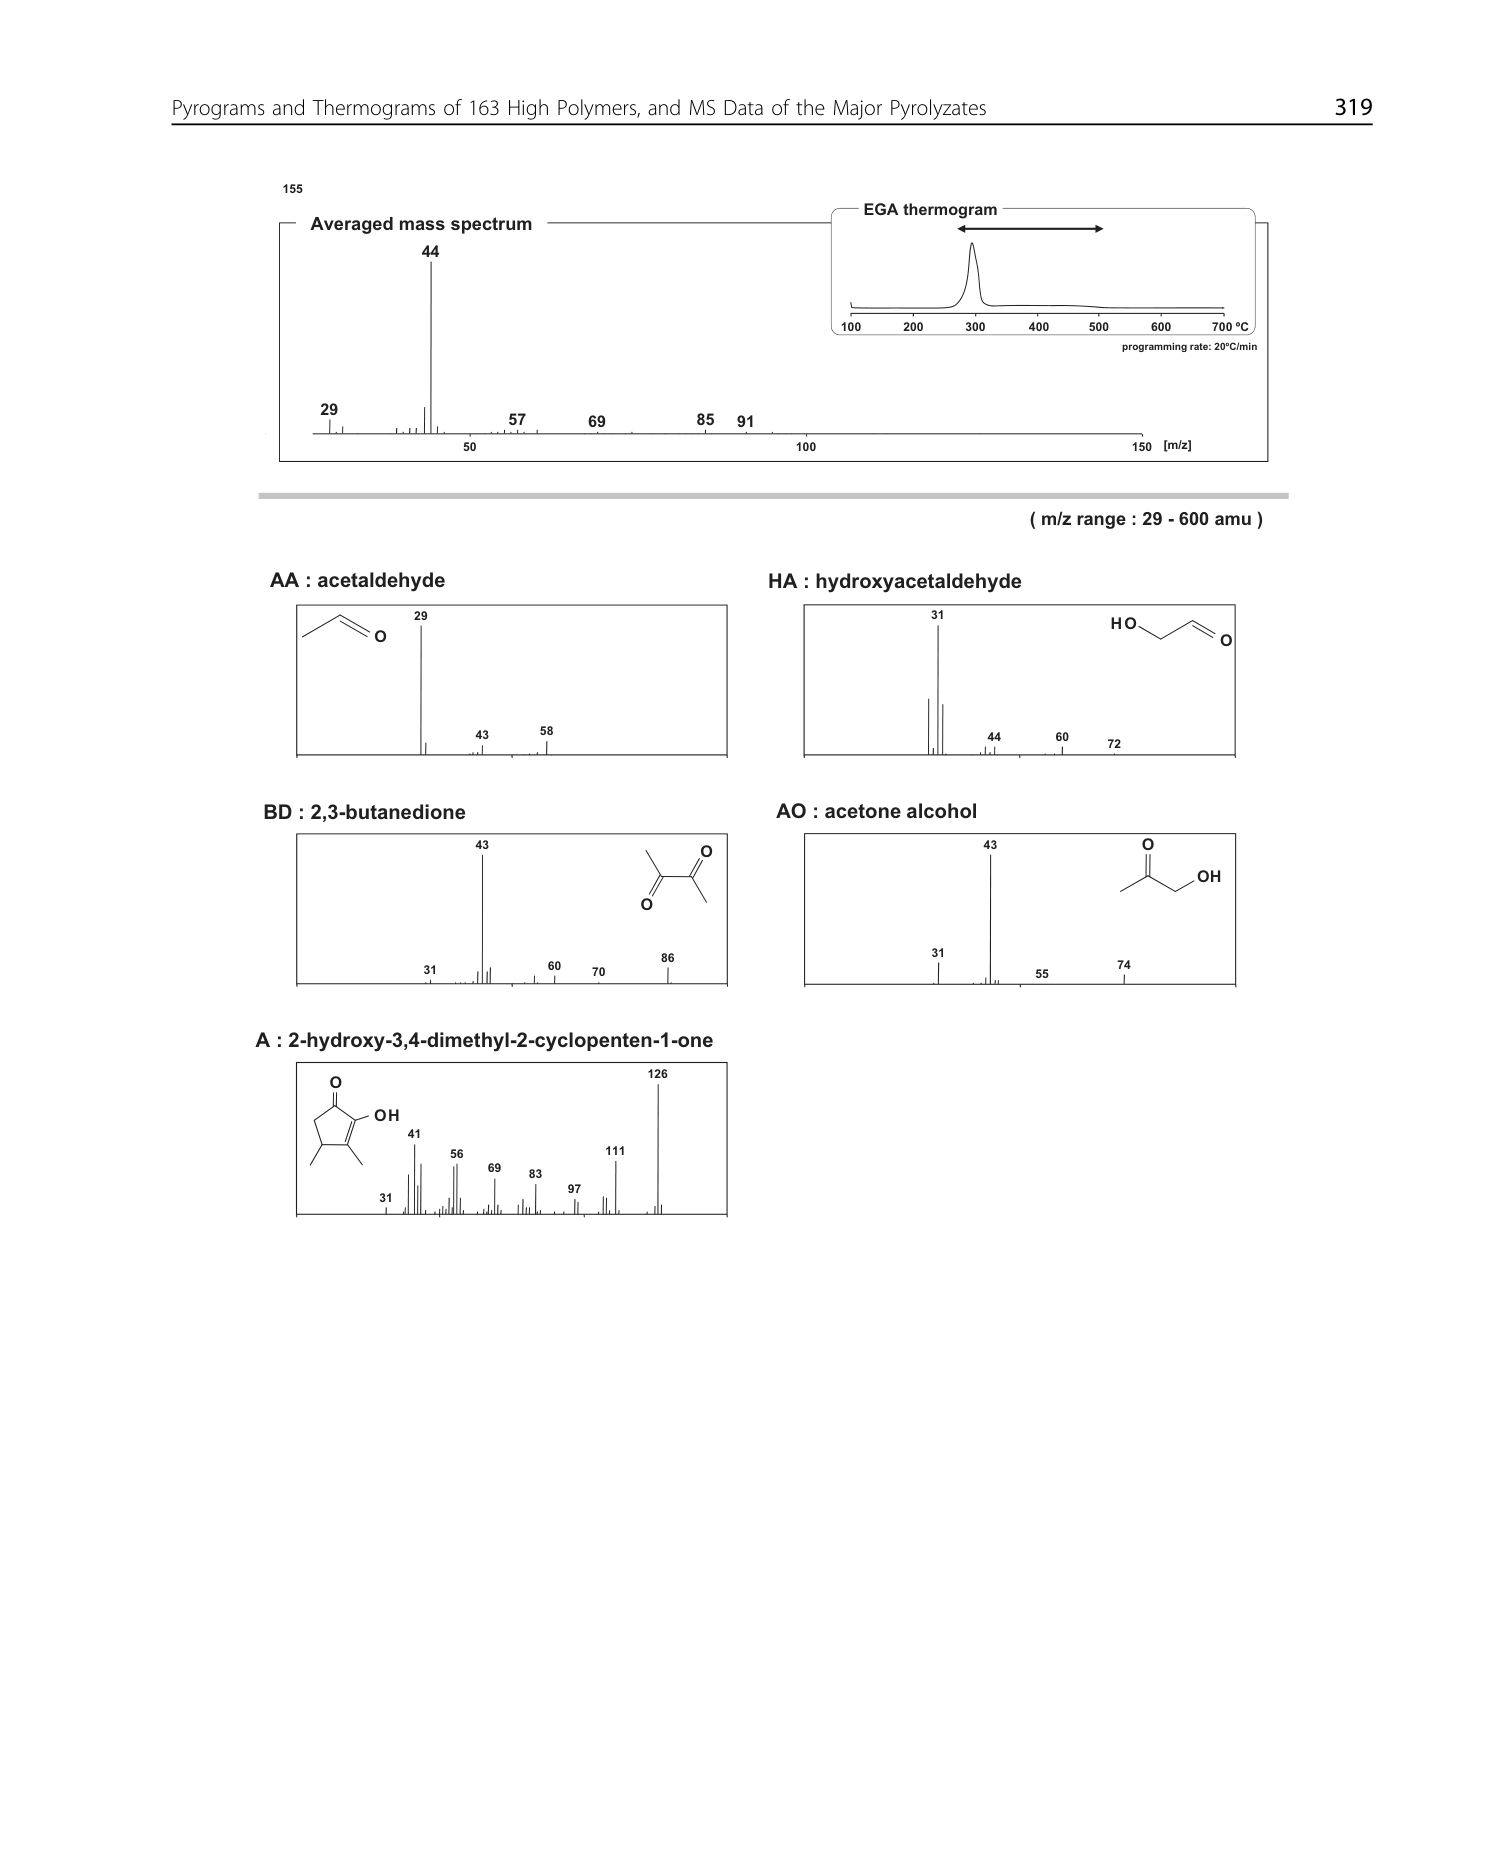 Pyrograms and Thermograms of 163 High Polymers, and MS Data of the Major Pyrolyzates 319
155
Averaged mass spectrum
EGA thermogram
44
100 200 300 400 500 600 700 ºC
programming rate: 20ºC/min
29 57 69 85 91
50 100 150 [m/z]
( m/z range : 29 - 600 amu )
AA : acetaldehyde
O
29
43
58
HA : hydroxyacetaldehyde
31
HO
O
44
60
72
BD : 2,3-butanedione
43
O
O
31
60
70
86
AO : acetone alcohol
43
O
OH
31
55
74
A : 2-hydroxy-3,4-dimethyl-2-cyclopenten-1-one
O
OH
31
41
56
69
83
97
111
126